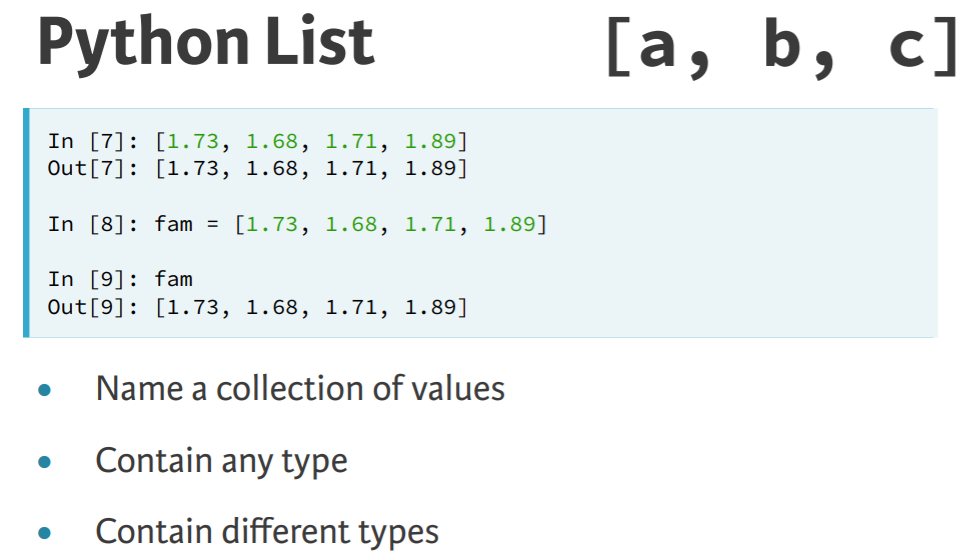 Python List [a, b, c]
In [7]: [1.73, 1.68, 1.71, 1.89]
Out[7]: [1.73, 1.68, 1.71, 1.89]
In [8]: fam = [1.73, 1.68, 1.71, 1.89]
In [9]: fam
Out[9]: [1.73, 1.68, 1.71, 1.89]
• Name a collection of values
• Contain any type
• Contain different types